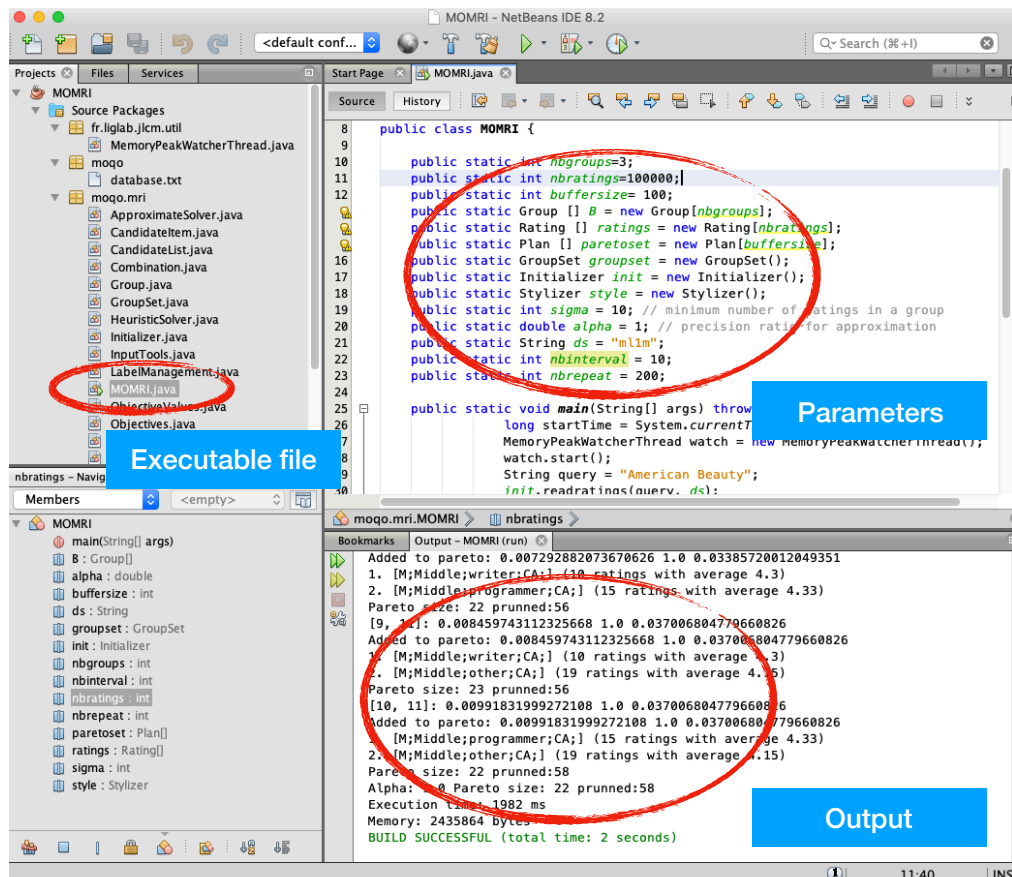 MOMRI - NetBeans IDE 8.2
<default conf...
Search (⌘+I)
Projects
Files
Services
MOMRI
Source Packages
fr.liglab.jlcm.util
MemoryPeakWatcherThread.java
moqo
database.txt
moqo.mri
ApproximateSolver.java
CandidateItem.java
CandidateList.java
Combination.java
Group.java
GroupSet.java
HeuristicSolver.java
Initializer.java
InputTools.java
LabelManagement.java
MOMRI.java
ObjectiveValues.java
Objectives.java
Executable file
Start Page
MOMRI.java
Source
History
8 public class MOMRI {
9
10 public static int nbgroups=3;
11 public static int nbratings=100000;
12 public static int buffersize= 100;
public static Group [] B = new Group[nbgroups];
public static Rating [] ratings = new Rating[nbratings];
public static Plan [] paretoset = new Plan[buffersize];
16 public static GroupSet groupset = new GroupSet();
17 public static Initializer init = new Initializer();
18 public static Stylizer style = new Stylizer();
19 public static int sigma = 10; // minimum number of ratings in a group
20 public static double alpha = 1; // precision ratio for approximation
21 public static String ds = "ml1m";
22 public static int nbinterval = 10;
23 public static int nbrepeat = 200;
24
25 public static void main(String[] args) throw
26 long startTime = System.currentT
7 MemoryPeakWatcherThread watch = new MemoryPeakWatcherThread();
8 watch.start();
9 String query = "American Beauty";
30 init.readratings(query, ds);
Parameters
moqo.mri.MOMRI
nbratings
nbratings - Navig
Members
<empty>
MOMRI
main(String[] args)
B : Group[]
alpha : double
buffersize : int
ds : String
groupset : GroupSet
init : Initializer
nbgroups : int
nbinterval : int
nbratings : int
nbrepeat : int
paretoset : Plan[]
ratings : Rating[]
sigma : int
style : Stylizer
Bookmarks
Output - MOMRI (run)
Added to pareto: 0.007292882073670626 1.0 0.03385720012049351
1. [M;Middle;writer;CA;] (10 ratings with average 4.3)
2. [M;Middle;programmer;CA;] (15 ratings with average 4.33)
Pareto size: 22 prunned:56
[9, 11]: 0.008459743112325668 1.0 0.037006804779660826
Added to pareto: 0.008459743112325668 1.0 0.037006804779660826
1. [M;Middle;writer;CA;] (10 ratings with average 4.3)
2. [M;Middle;other;CA;] (19 ratings with average 4.15)
Pareto size: 23 prunned:56
[10, 11]: 0.00991831999272108 1.0 0.037006804779660826
Added to pareto: 0.00991831999272108 1.0 0.037006804779660826
1. [M;Middle;programmer;CA;] (15 ratings with average 4.33)
2. [M;Middle;other;CA;] (19 ratings with average 4.15)
Pareto size: 22 prunned:58
Alpha: 1.0 Pareto size: 22 prunned:58
Execution time: 1982 ms
Memory: 2435864 bytes
BUILD SUCCESSFUL (total time: 2 seconds)
Output
1
11:40
INS